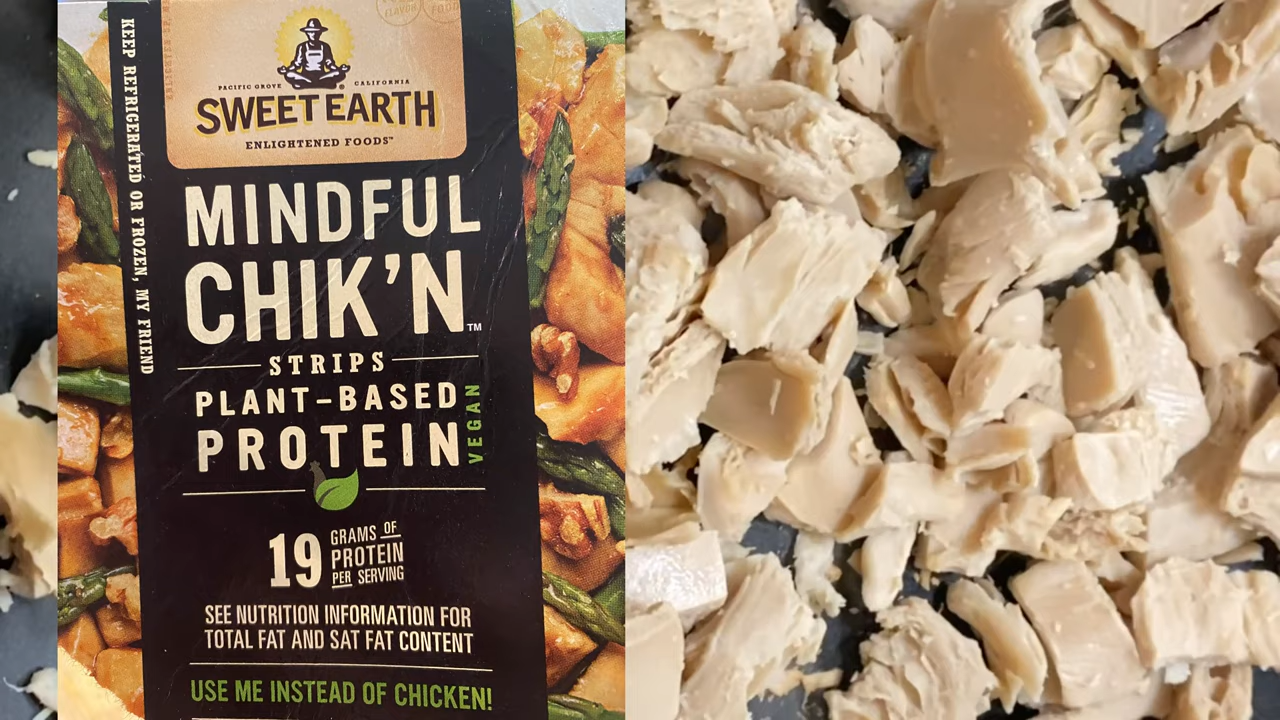 KEEP REFRIGERATED OR FROZEN, MY FRIEND
FLAVOR
FOOD
PACIFIC GROVE CALIFORNIA
SWEET EARTH
ENLIGHTENED FOODS™
MINDFUL
CHIK'N™
STRIPS
PLANT-BASED
PROTEIN
VEGAN
19 GRAMS OF
PROTEIN
PER SERVING
SEE NUTRITION INFORMATION FOR
TOTAL FAT AND SAT FAT CONTENT
USE ME INSTEAD OF CHICKEN!